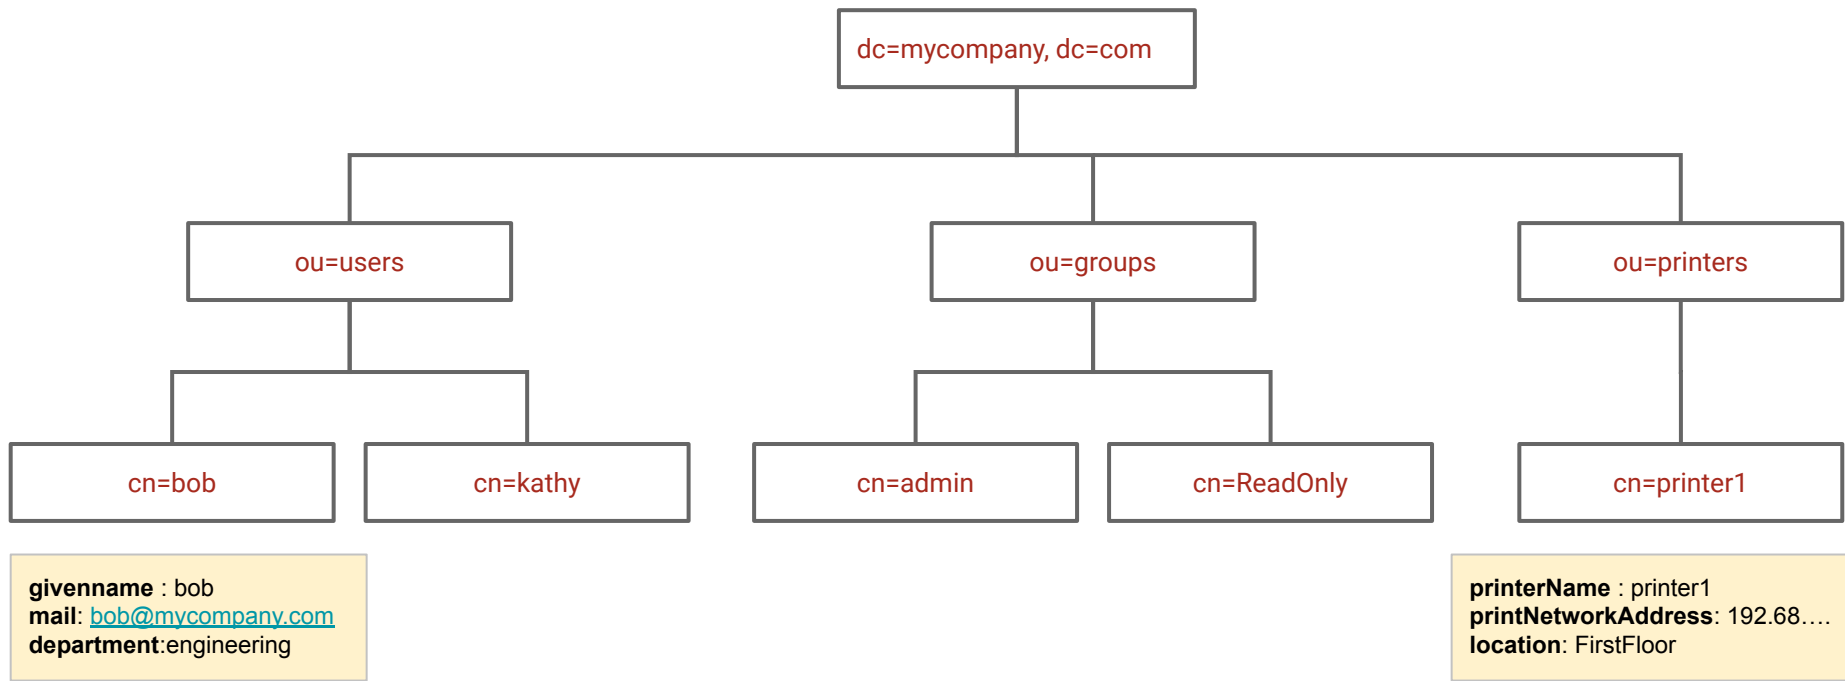 dc=mycompany, dc=com
ou=users
ou=groups
ou=printers
cn=bob
cn=kathy
cn=admin
cn=ReadOnly
cn=printer1
givenname : bob
mail: bob@mycompany.com
department:engineering
printerName : printer1
printNetworkAddress: 192.68....
location: FirstFloor